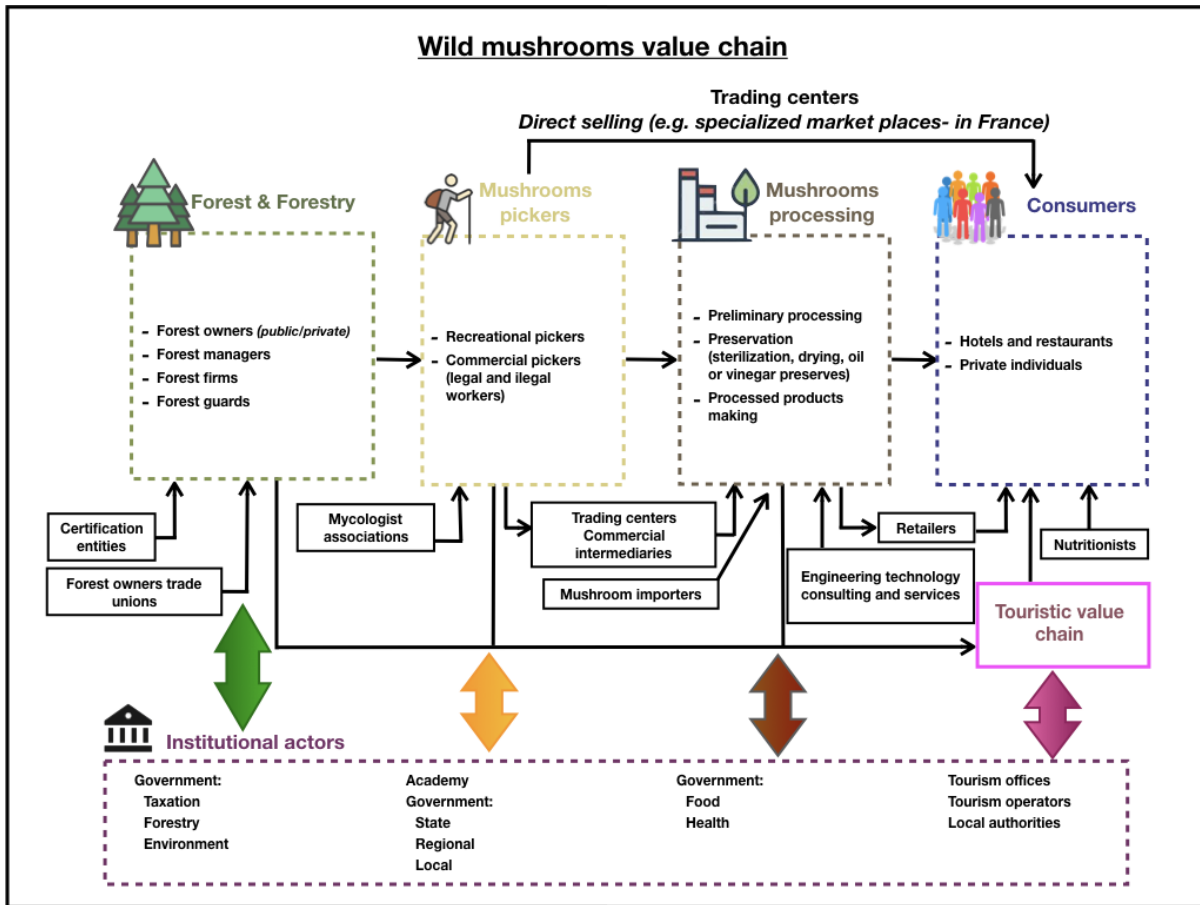 Wild mushrooms value chain
Trading centers
Direct selling (e.g. specialized market places- in France)
Forest & Forestry
Mushrooms
pickers
Mushrooms
processing
Consumers
- Forest owners (public/private)
- Forest managers
- Forest firms
- Forest guards
- Recreational pickers
- Commercial pickers
(legal and ilegal
workers)
- Preliminary processing
- Preservation
(sterilization, drying, oil
or vinegar preserves)
- Processed products
making
- Hotels and restaurants
- Private individuals
Certification
entities
Forest owners trade
unions
Mycologist
associations
Trading centers
Commercial
intermediaries
Mushroom importers
Engineering technology
consulting and services
Retailers
Nutritionists
Touristic value
chain
Institutional actors
Government:
Taxation
Forestry
Environment
Academy
Government:
State
Regional
Local
Government:
Food
Health
Tourism offices
Tourism operators
Local authorities